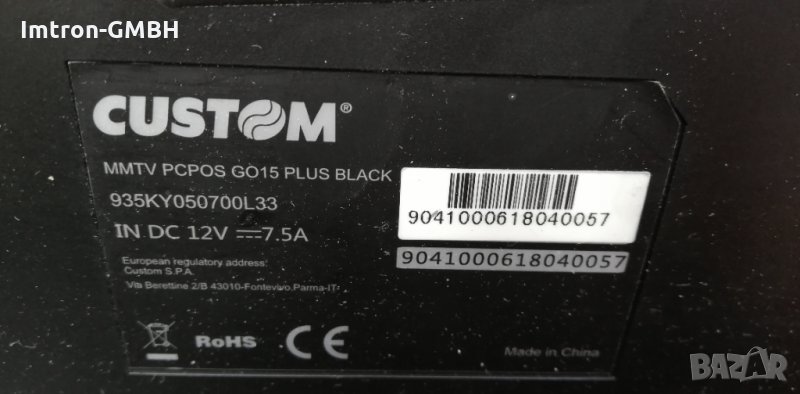 Imtron-GMBH
CUSTOM®
MMTV PCPOS GO15 PLUS BLACK
935KY050700L33
IN DC 12V ⎓7.5A
9041000618040057
9041000618040057
European regulatory address:
Custom S.P.A.
Via Berettine 2/B 43010-Fontevivo,Parma-IT-
RoHS CE
Made in China
BAZAR